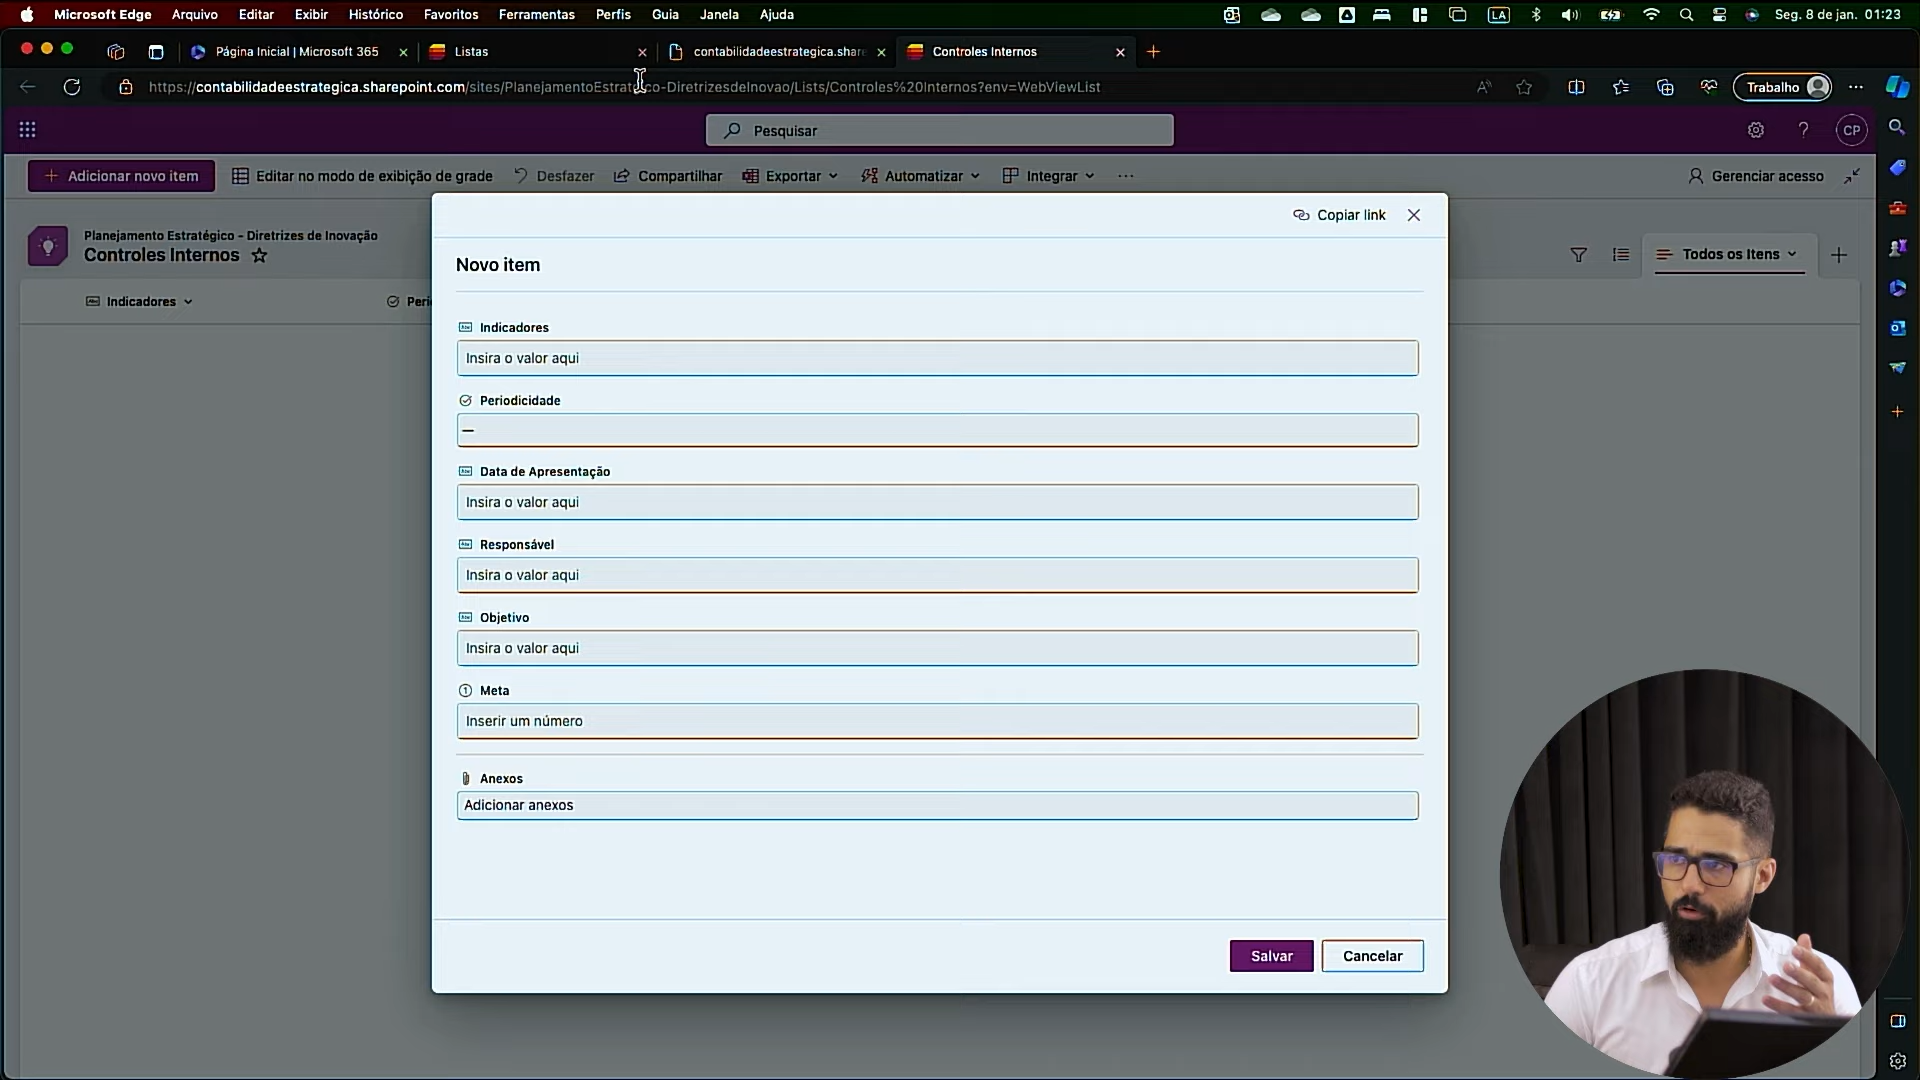 Microsoft Edge Arquivo Editar Exibir Histórico Favoritos Ferramentas Perfis Guia Janela Ajuda LA Seg. 8 de jan. 01:23
Página Inicial | Microsoft 365 Listas contabilidadeestrategica.share Controles Internos
https://contabilidadeestrategica.sharepoint.com/sites/PlanejamentoEstratégico-DiretrizesdeInovao/Lists/Controles%20Internos?env=WebViewList Trabalho
Pesquisar CP
Adicionar novo item Editar no modo de exibição de grade Desfazer Compartilhar Exportar Automatizar Integrar Gerenciar acesso
Copiar link
Planejamento Estratégico - Diretrizes de Inovação
Controles Internos
Todos os Itens
Novo item
Indicadores Peri
Indicadores
Insira o valor aqui
Periodicidade
—
Data de Apresentação
Insira o valor aqui
Responsável
Insira o valor aqui
Objetivo
Insira o valor aqui
Meta
Inserir um número
Anexos
Adicionar anexos
Salvar Cancelar